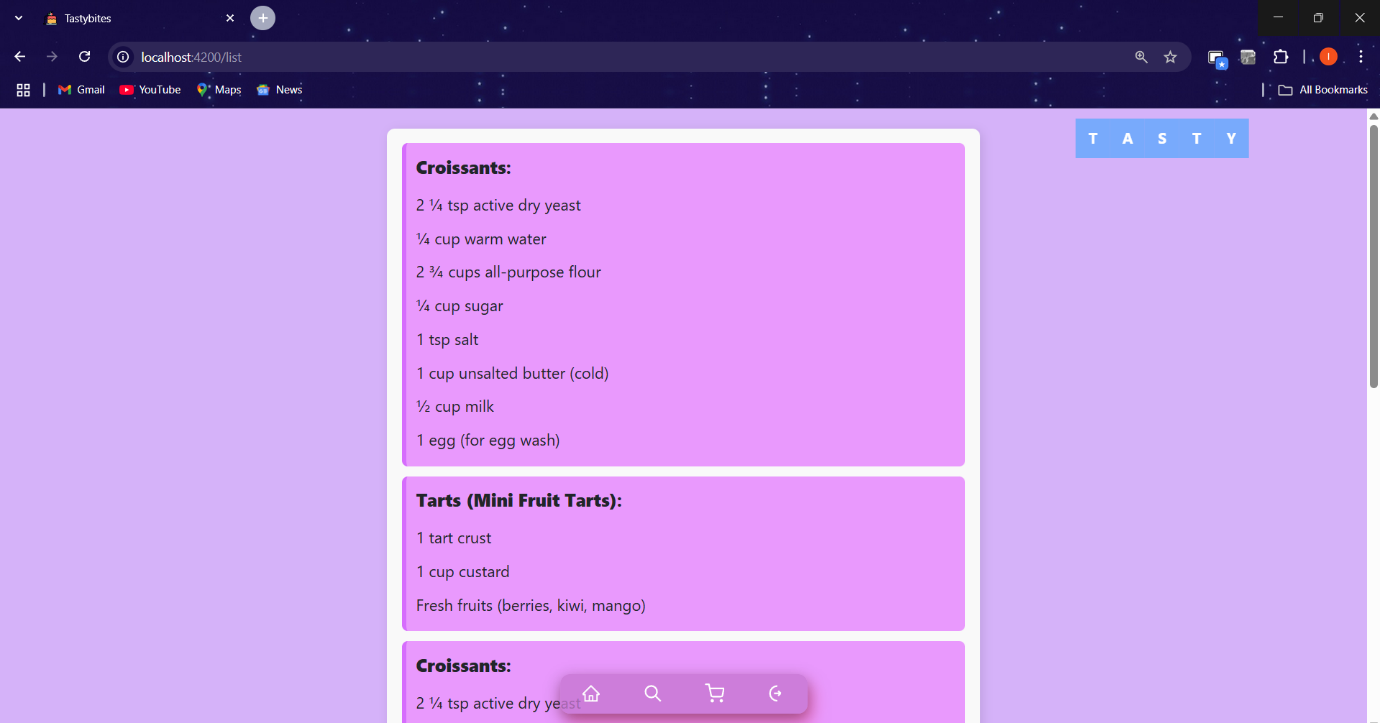 Tastybites
localhost:4200/list
Gmail YouTube Maps News All Bookmarks
T A S T Y
Croissants:
2 ¼ tsp active dry yeast
¼ cup warm water
2 ¾ cups all-purpose flour
¼ cup sugar
1 tsp salt
1 cup unsalted butter (cold)
½ cup milk
1 egg (for egg wash)
Tarts (Mini Fruit Tarts):
1 tart crust
1 cup custard
Fresh fruits (berries, kiwi, mango)
Croissants:
2 ¼ tsp active dry yeast